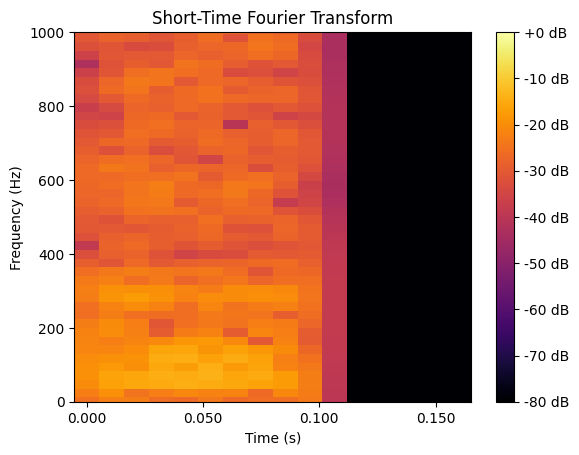 Short-Time Fourier Transform
1000
800
600
400
200
0
Frequency (Hz)
0.000
0.050
0.100
0.150
Time (s)
+0 dB
-10 dB
-20 dB
-30 dB
-40 dB
-50 dB
-60 dB
-70 dB
-80 dB